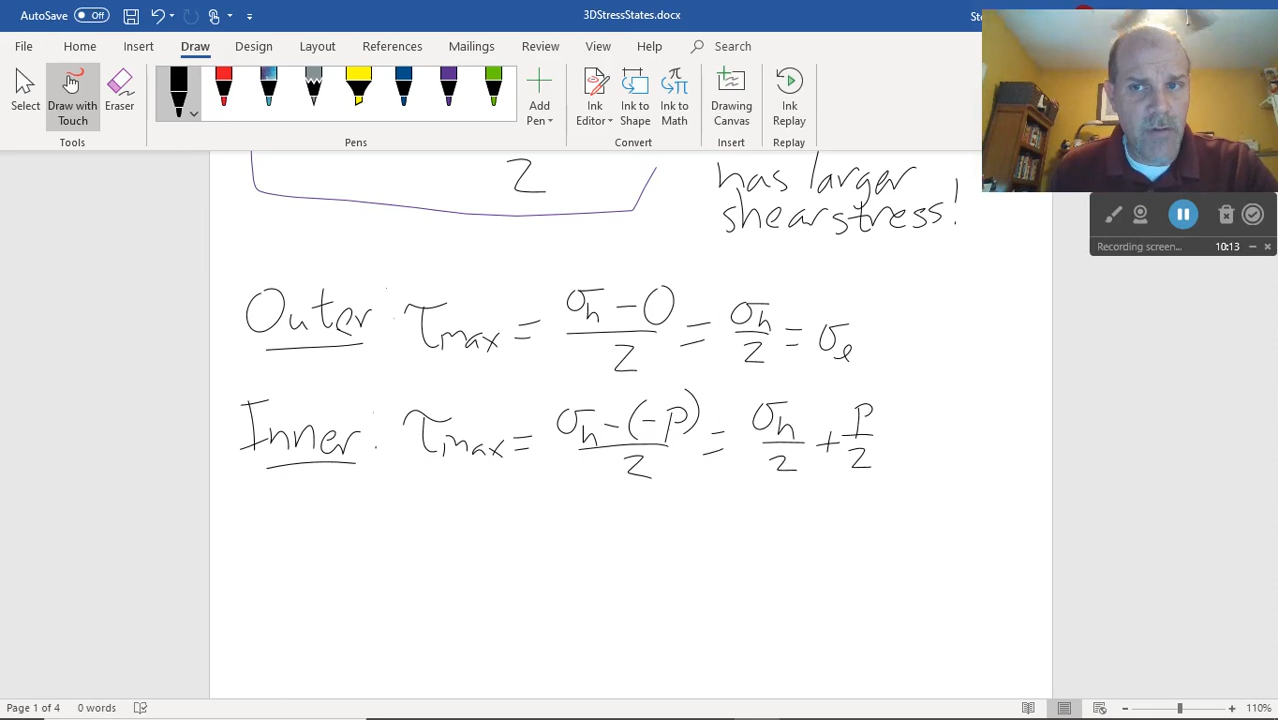 AutoSave Off
3DStressStates.docx
File Home Insert Draw Design Layout References Mailings Review View Help Search
Select Draw with Touch Eraser Add Pen Ink Editor Ink to Shape Ink to Math Drawing Canvas Ink Replay
Tools Pens Convert Insert Replay
Recording screen... 10:13
2
has larger
shear stress!
Outer: τmax = (σh - 0)/2 = σh/2 = σl
Inner: τmax = (σh - (-p))/2 = σh/2 + p/2
Page 1 of 4 0 words 110%